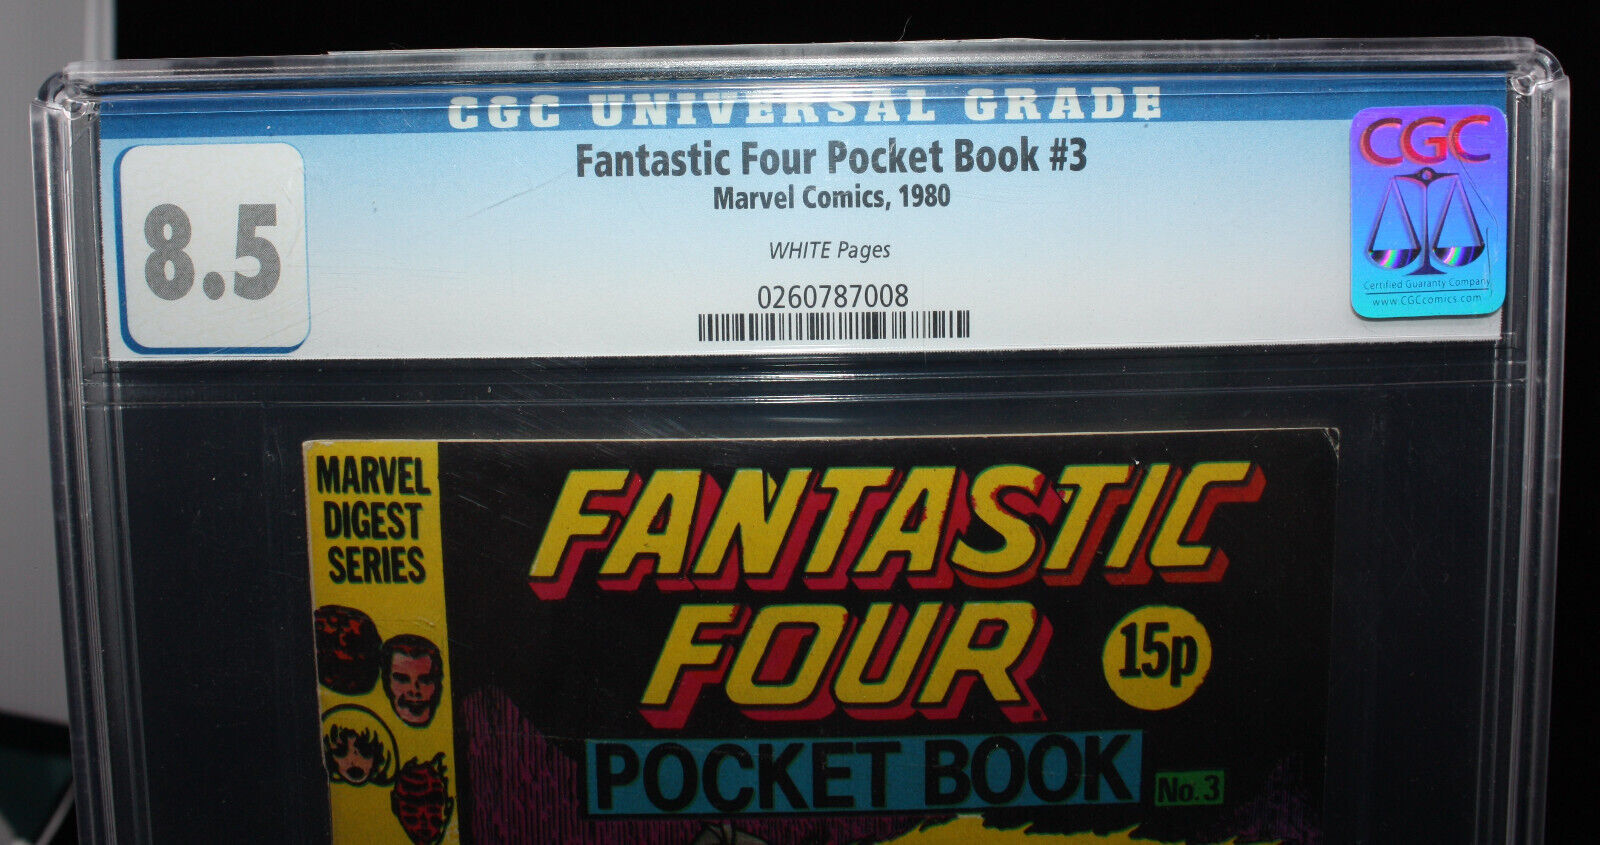 CGC UNIVERSAL GRADE
8.5
Fantastic Four Pocket Book #3
Marvel Comics, 1980
WHITE Pages
0260787008
CGC
Certified Guaranty Company
www.CGCcomics.com
MARVEL
DIGEST
SERIES
FANTASTIC
FOUR
15p
POCKET BOOK
No.3